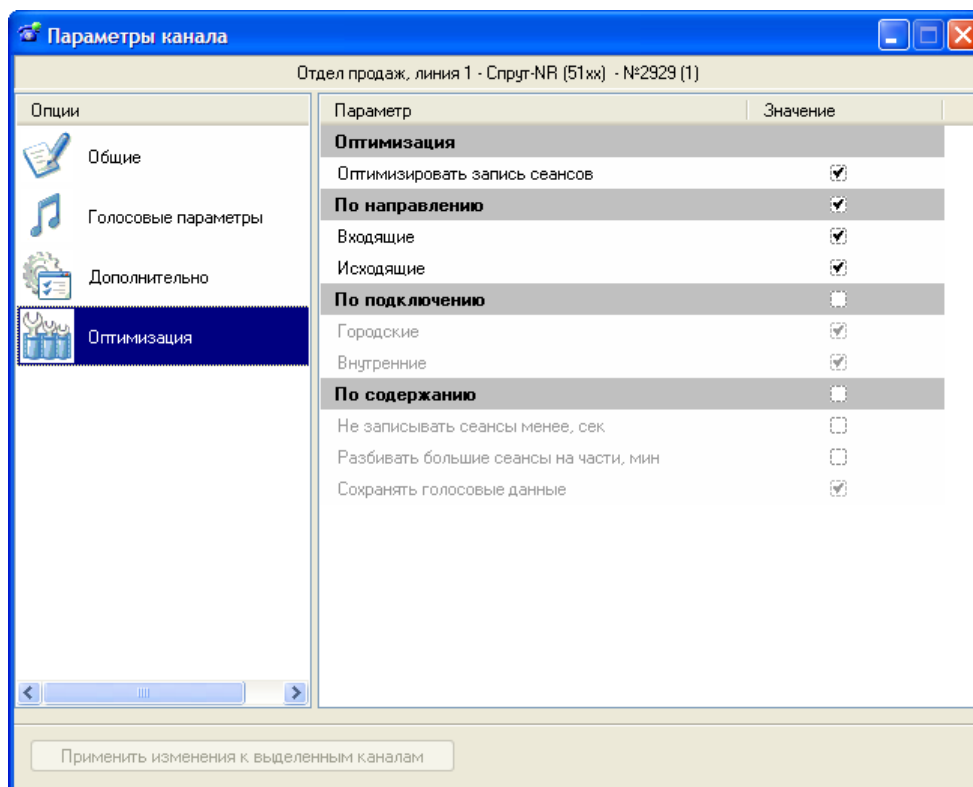 Параметры канала
Отдел продаж, линия 1 - Спрут-NR (51xx) - №2929 (1)
Опции
Общие
Голосовые параметры
Дополнительно
Оптимизация
Параметр Значение
Оптимизация
Оптимизировать запись сеансов
По направлению
Входящие
Исходящие
По подключению
Городские
Внутренние
По содержанию
Не записывать сеансы менее, сек
Разбивать большие сеансы на части, мин
Сохранять голосовые данные
Применить изменения к выделенным каналам